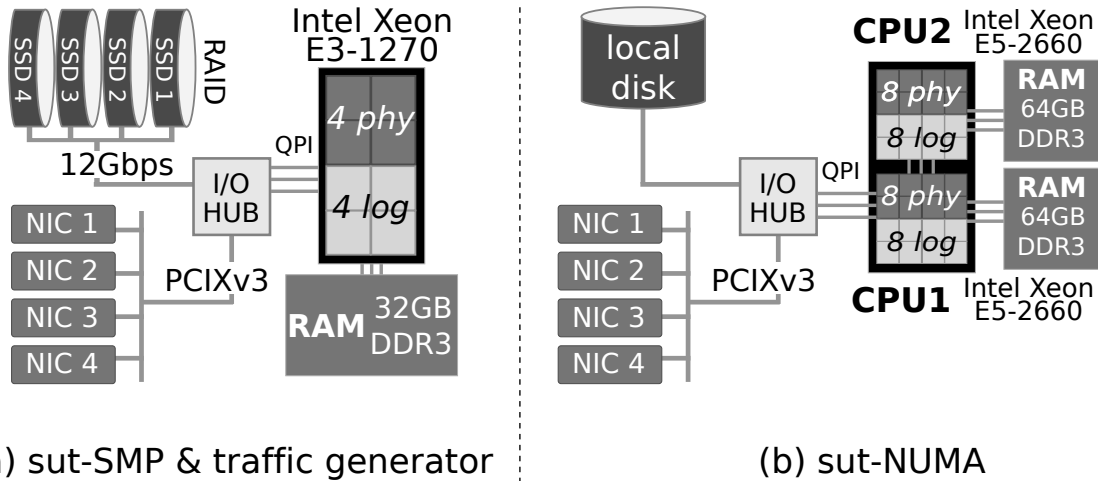 SSD 4
SSD 3
SSD 2
SSD 1
RAID
12Gbps
Intel Xeon
E3-1270
4 phy
4 log
QPI
I/O
HUB
NIC 1
NIC 2
NIC 3
NIC 4
PCIXv3
RAM
32GB
DDR3
) sut-SMP & traffic generator
local
disk
CPU2
Intel Xeon
E5-2660
8 phy
8 log
RAM
64GB
DDR3
QPI
I/O
HUB
8 phy
8 log
RAM
64GB
DDR3
NIC 1
NIC 2
NIC 3
NIC 4
PCIXv3
CPU1
Intel Xeon
E5-2660
(b) sut-NUMA